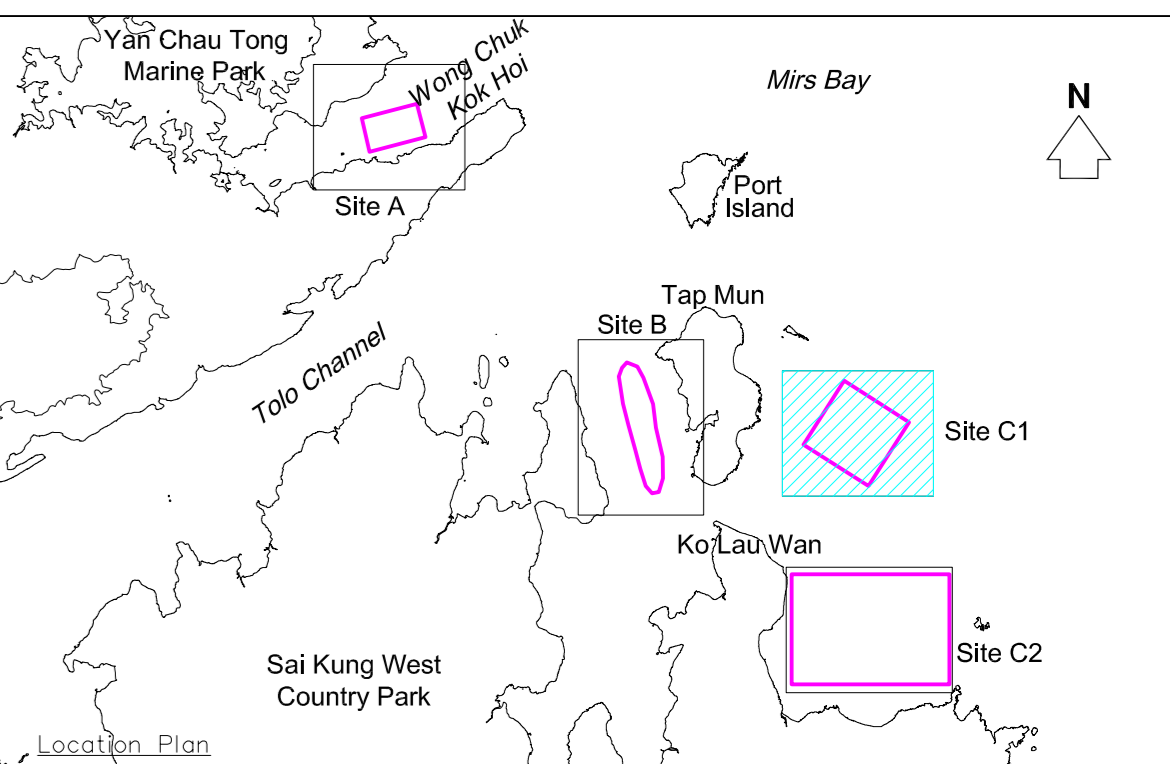 Yan Chau Tong
Marine Park
Wong Chuk
Kok Hoi
Mirs Bay
N
Site A
Port
Island
Tap Mun
Site B
Tolo Channel
Site C1
Ko Lau Wan
Site C2
Sai Kung West
Country Park
Location Plan